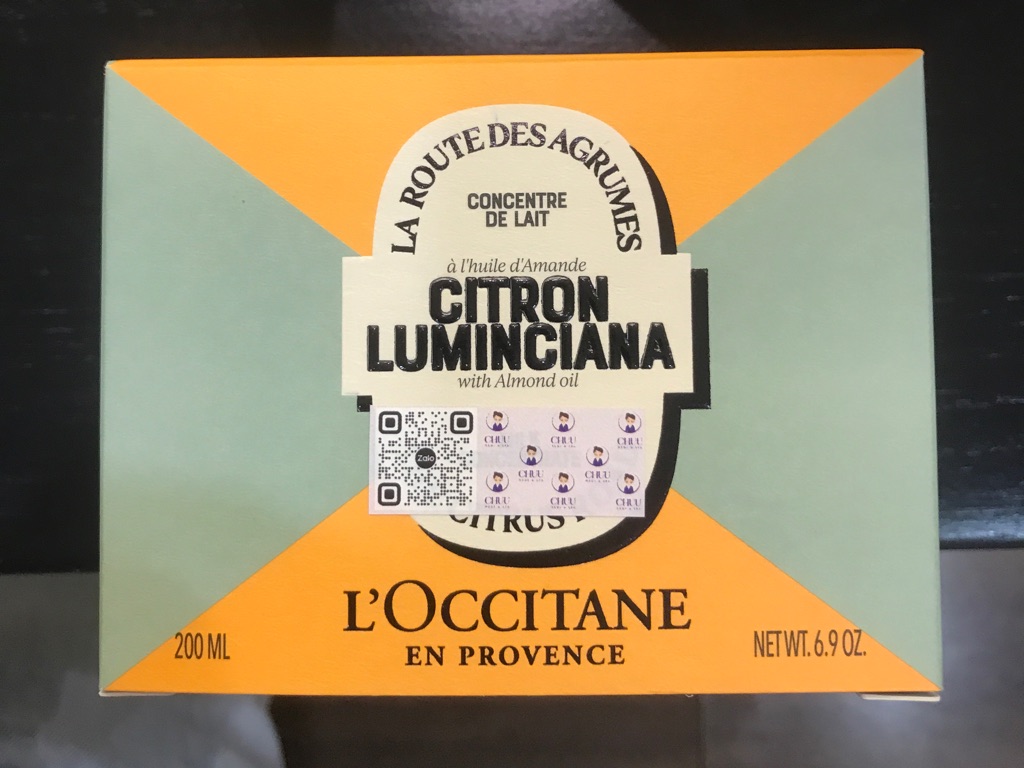 LA ROUTE DES AGRUMES
CONCENTRE
DE LAIT
à l'huile d'Amande
CITRON
LUMINCIANA
with Almond oil
Zalo
CHUU
CHUU
CHUU
CHUU
CHUU
CHUU
CHUU
CHUU
CITRUS
L'OCCITANE
EN PROVENCE
200 ML
NET WT. 6.9 OZ.